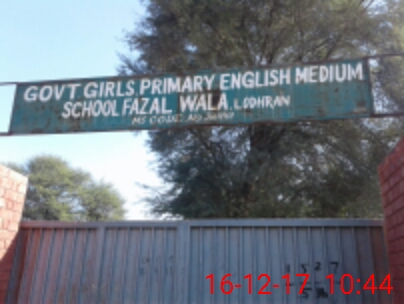 GOVT GIRLS PRIMARY ENGLISH MEDIUM
SCHOOL FAZAL WALA. LODHRAN
16-12-17 10:44